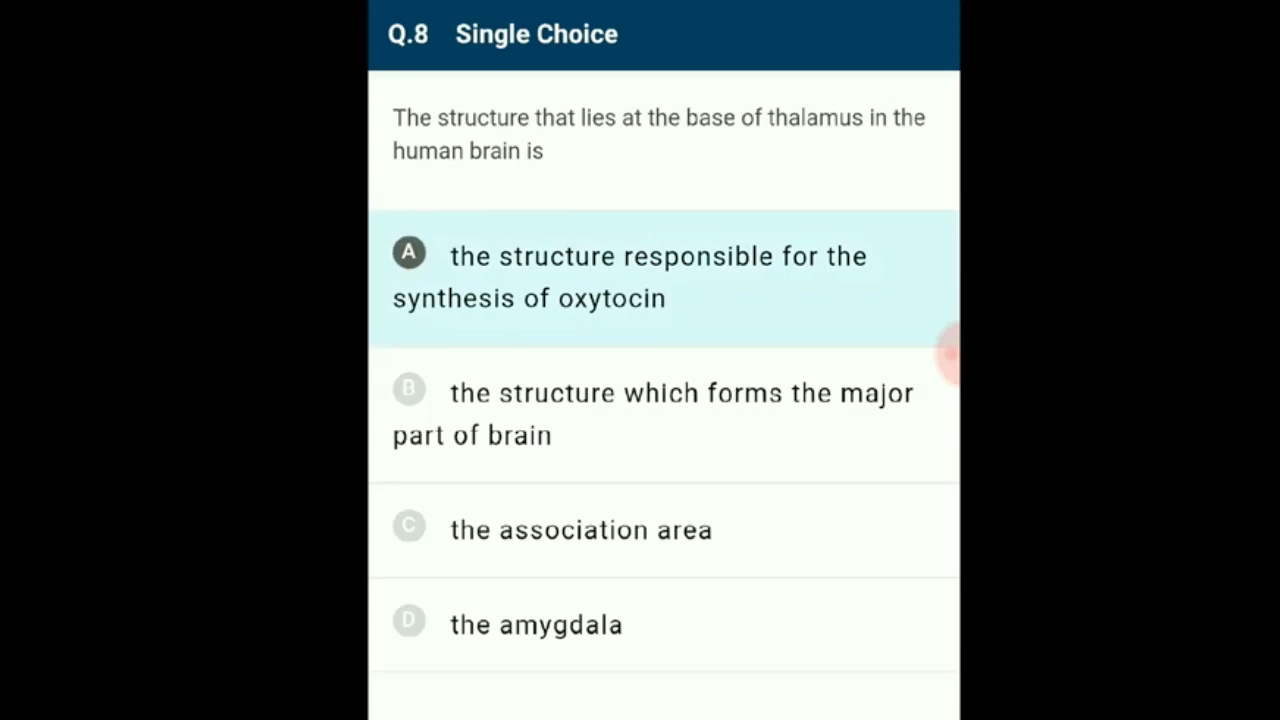 Q.8 Single Choice
The structure that lies at the base of thalamus in the
human brain is
A the structure responsible for the
synthesis of oxytocin
B the structure which forms the major
part of brain
C the association area
D the amygdala